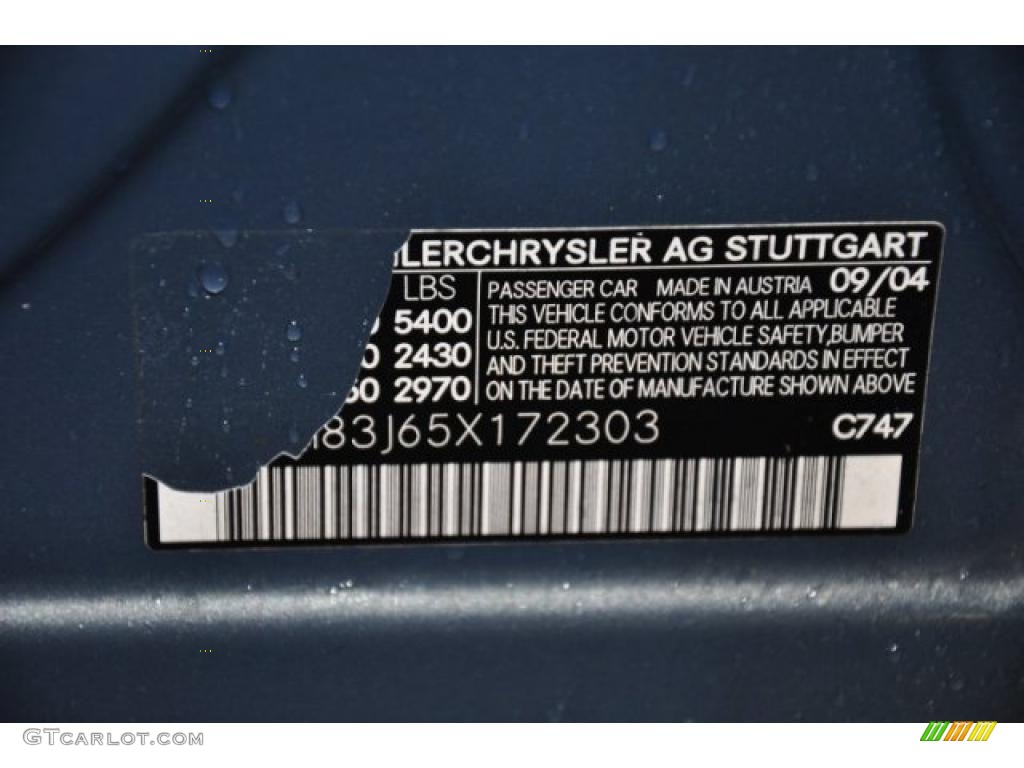 LERCHRYSLER AG STUTTGART
LBS
PASSENGER CAR MADE IN AUSTRIA 09/04
5400
THIS VEHICLE CONFORMS TO ALL APPLICABLE
U.S. FEDERAL MOTOR VEHICLE SAFETY,BUMPER
0 2430
AND THEFT PREVENTION STANDARDS IN EFFECT
60 2970
ON THE DATE OF MANUFACTURE SHOWN ABOVE
83J65X172303
C747
GTCARLOT.COM